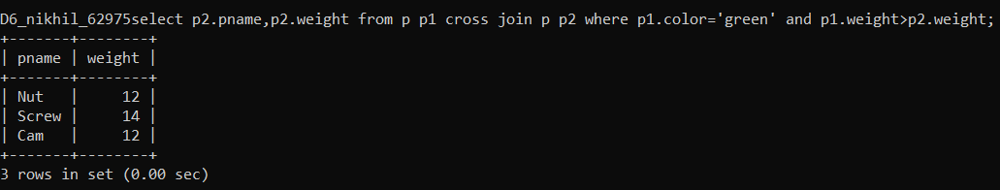 D6_nikhil_62975select p2.pname,p2.weight from p p1 cross join p p2 where p1.color='green' and p1.weight>p2.weight;
+-------+--------+
| pname | weight |
+-------+--------+
| Nut   |     12 |
| Screw |     14 |
| Cam   |     12 |
+-------+--------+
3 rows in set (0.00 sec)